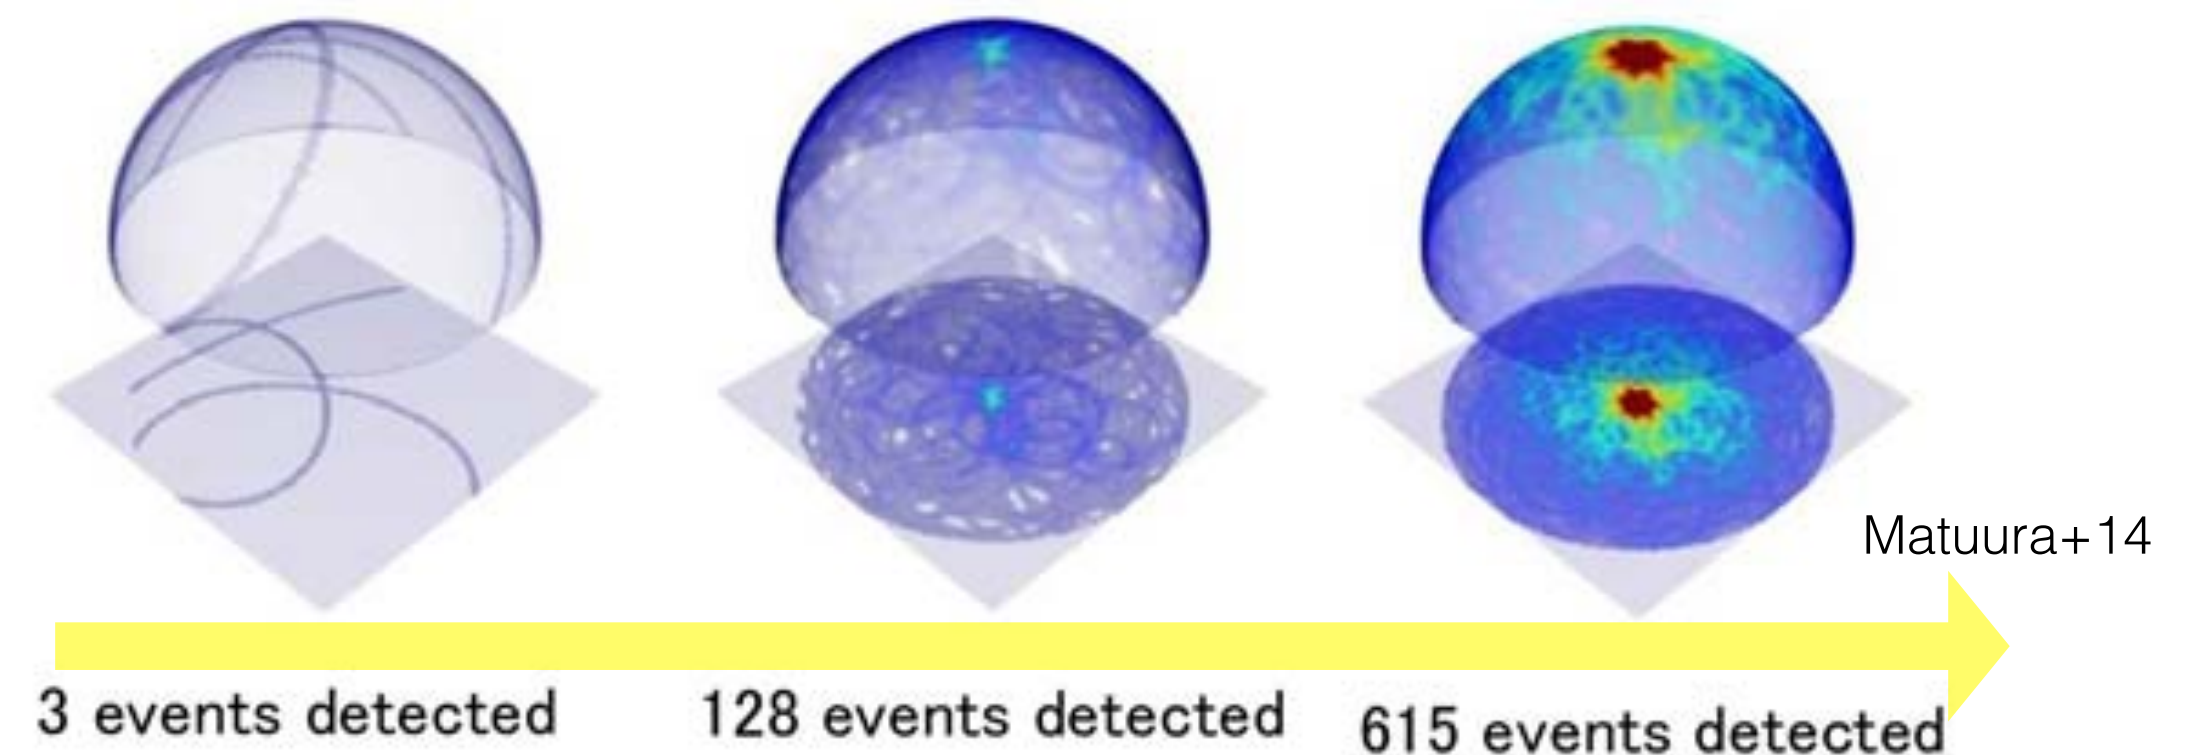 Matuura+14
3 events detected
128 events detected
615 events detected